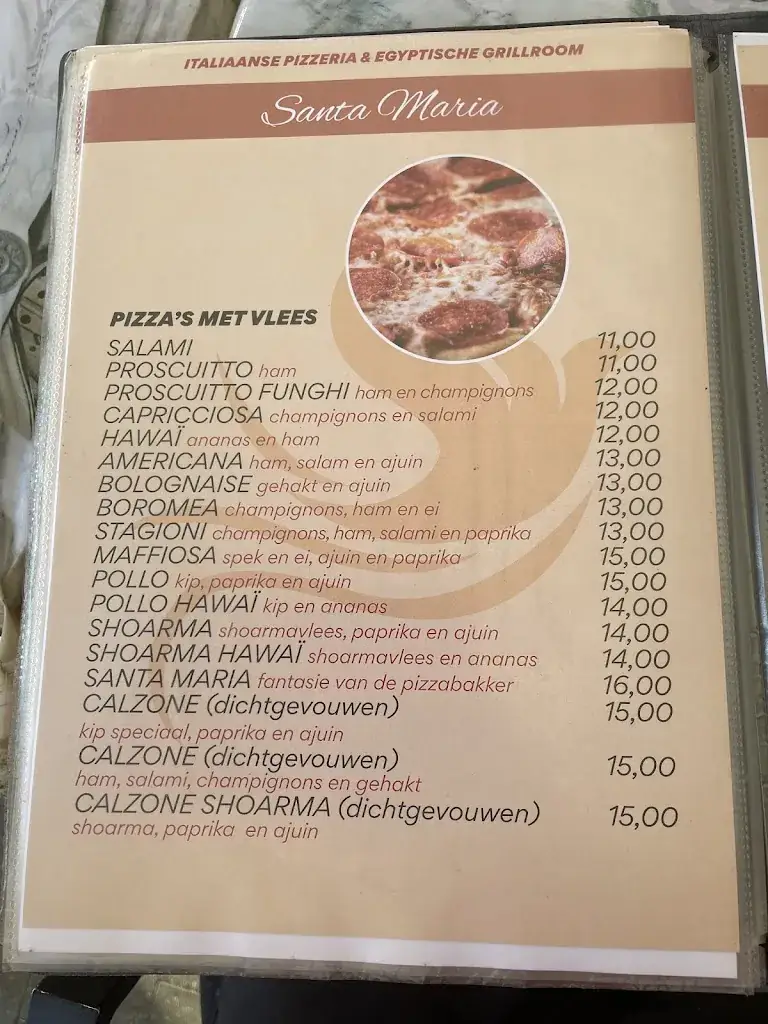 ITALIAANSE PIZZERIA & EGYPTISCHE GRILLROOM
Santa Maria
PIZZA'S MET VLEES
SALAMI 11,00
PROSCUITTO ham 11,00
PROSCUITTO FUNGHI ham en champignons 12,00
CAPRICCIOSA champignons en salami 12,00
HAWAÏ ananas en ham 12,00
AMERICANA ham, salam en ajuin 13,00
BOLOGNAISE gehakt en ajuin 13,00
BOROMEA champignons, ham en ei 13,00
STAGIONI champignons, ham, salami en paprika 13,00
MAFFIOSA spek en ei, ajuin en paprika 15,00
POLLO kip, paprika en ajuin 15,00
POLLO HAWAÏ kip en ananas 14,00
SHOARMA shoarmavlees, paprika en ajuin 14,00
SHOARMA HAWAÏ shoarmavlees en ananas 14,00
SANTA MARIA fantasie van de pizzabakker 16,00
CALZONE (dichtgevouwen) 15,00
kip speciaal, paprika en ajuin
CALZONE (dichtgevouwen) 15,00
ham, salami, champignons en gehakt
CALZONE SHOARMA (dichtgevouwen) 15,00
shoarma, paprika en ajuin